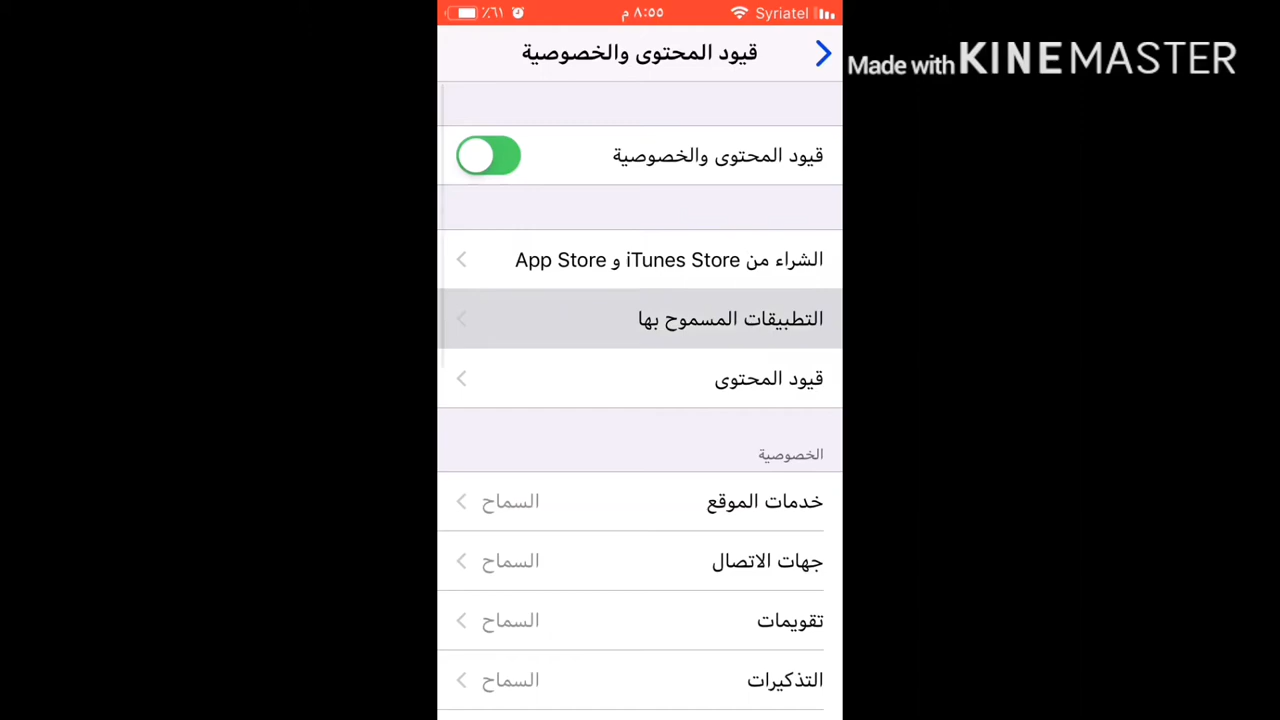 ٪٦١ ٨:٥٥ م Syriatel
قيود المحتوى والخصوصية
Made with KINEMASTER
قيود المحتوى والخصوصية
الشراء من iTunes Store و App Store
التطبيقات المسموح بها
قيود المحتوى
الخصوصية
خدمات الموقع السماح
جهات الاتصال السماح
تقويمات السماح
التذكيرات السماح